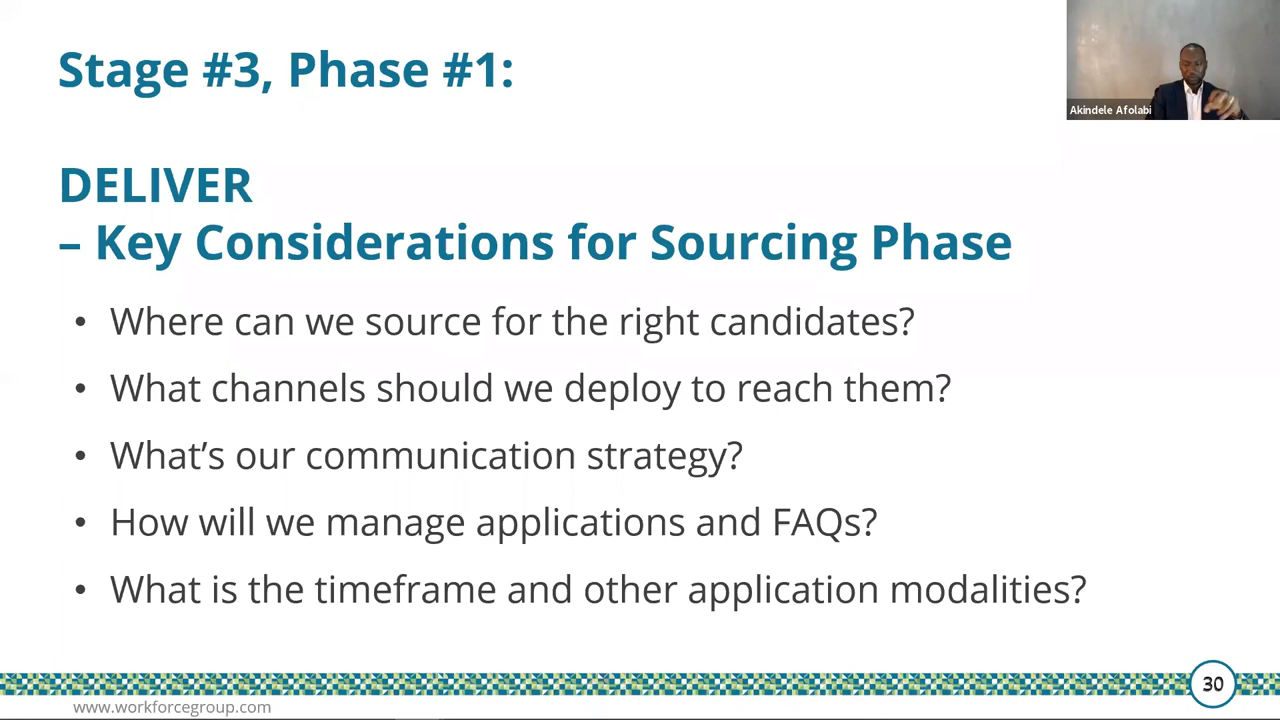 Stage #3, Phase #1:
Akindele Afolabi
DELIVER
– Key Considerations for Sourcing Phase
• Where can we source for the right candidates?
• What channels should we deploy to reach them?
• What’s our communication strategy?
• How will we manage applications and FAQs?
• What is the timeframe and other application modalities?
30
www.workforcegroup.com